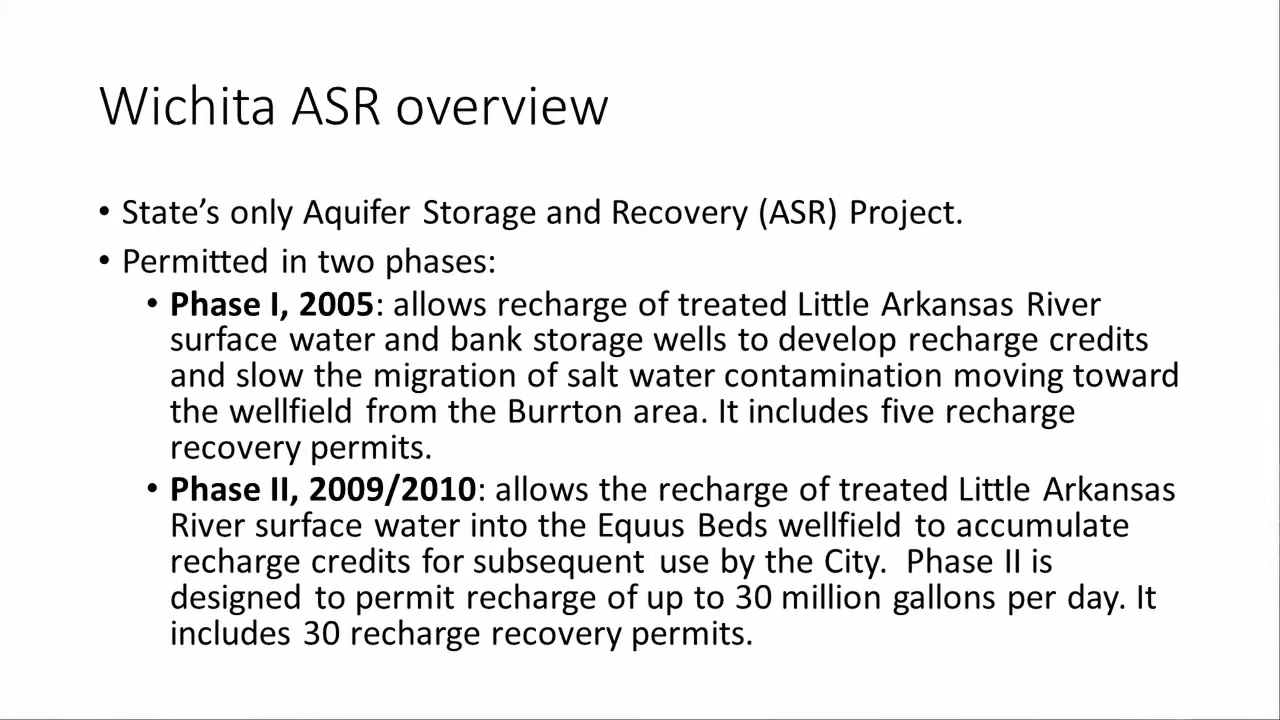 Wichita ASR overview
• State’s only Aquifer Storage and Recovery (ASR) Project.
• Permitted in two phases:
• Phase I, 2005: allows recharge of treated Little Arkansas River
surface water and bank storage wells to develop recharge credits
and slow the migration of salt water contamination moving toward
the wellfield from the Burrton area. It includes five recharge
recovery permits.
• Phase II, 2009/2010: allows the recharge of treated Little Arkansas
River surface water into the Equus Beds wellfield to accumulate
recharge credits for subsequent use by the City.  Phase II is
designed to permit recharge of up to 30 million gallons per day. It
includes 30 recharge recovery permits.